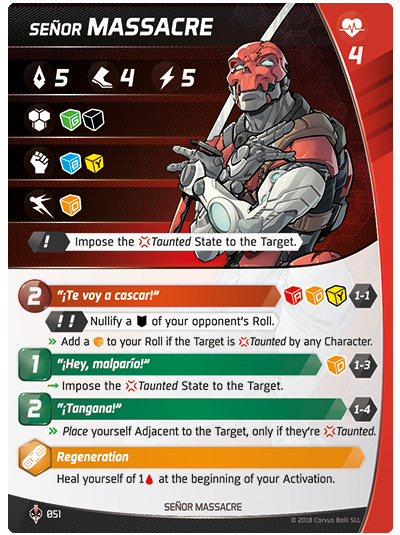 SEÑOR MASSACRE
4
5 4 5
G
B Y
O
! Impose the Taunted State to the Target.
2 "¡Te voy a cascar!" R O Y 1-1
!! Nullify a of your opponent's Roll.
» Add a to your Roll if the Target is Taunted by any Character.
1 "¡Hey, malparío!" O 1-3
Impose the Taunted State to the Target.
2 "¡Tangana!" 1-4
» Place yourself Adjacent to the Target, only if they're Taunted.
Regeneration
Heal yourself of 1 at the beginning of your Activation.
SEÑOR MASSACRE
051
© 2018 Corvus Belli SLL